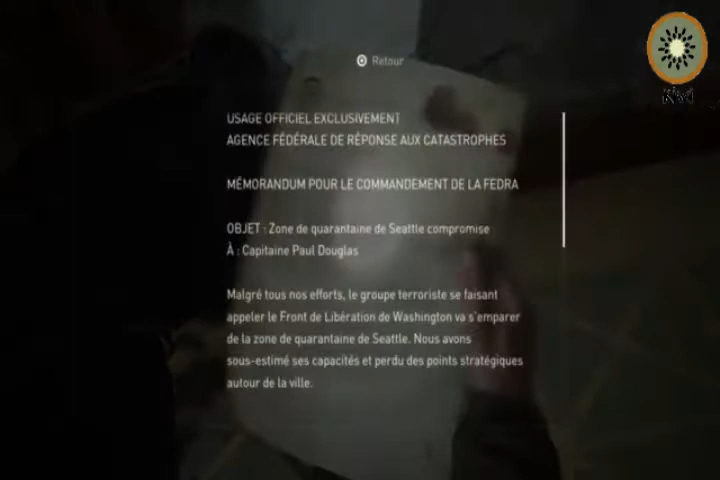 Retour
Kivi
USAGE OFFICIEL EXCLUSIVEMENT
AGENCE FÉDÉRALE DE RÉPONSE AUX CATASTROPHES
MÉMORANDUM POUR LE COMMANDEMENT DE LA FEDRA
OBJET : Zone de quarantaine de Seattle compromise
À : Capitaine Paul Douglas
Malgré tous nos efforts, le groupe terroriste se faisant
appeler le Front de Libération de Washington va s'emparer
de la zone de quarantaine de Seattle. Nous avons
sous-estimé ses capacités et perdu des points stratégiques
autour de la ville.